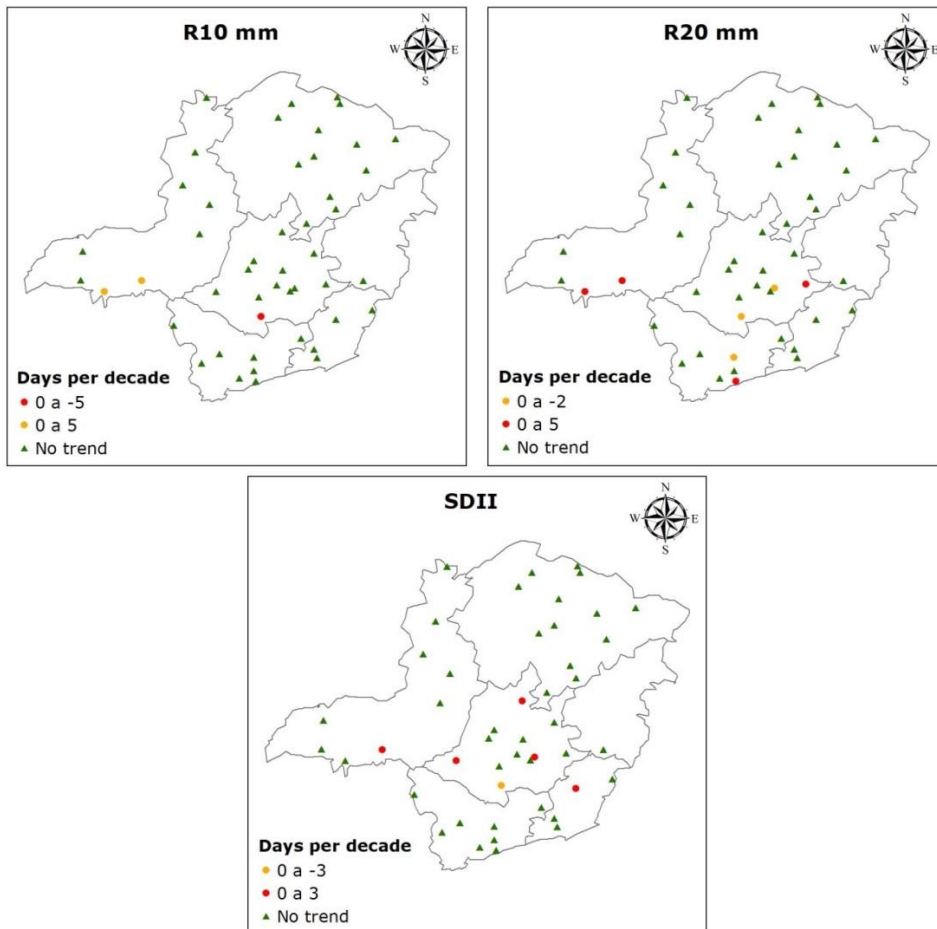 R10 mm
N
W E
S
Days per decade
0 a -5
0 a 5
No trend
R20 mm
N
W E
S
Days per decade
0 a -2
0 a 5
No trend
SDII
N
W E
S
Days per decade
0 a -3
0 a 3
No trend